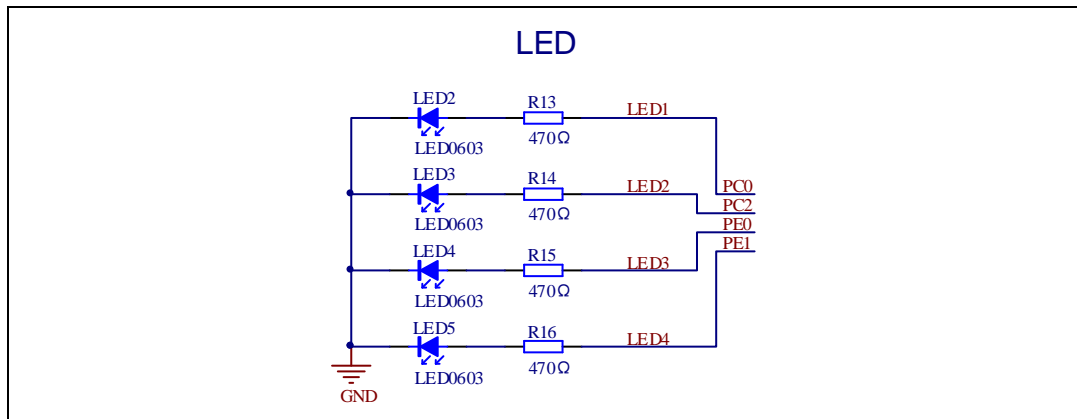 LED
LED2 R13 LED1
LED0603 470Ω
LED3 R14 LED2 PC0
LED0603 470Ω PC2
PE0
LED4 R15 LED3 PE1
LED0603 470Ω
LED5 R16 LED4
LED0603 470Ω
GND